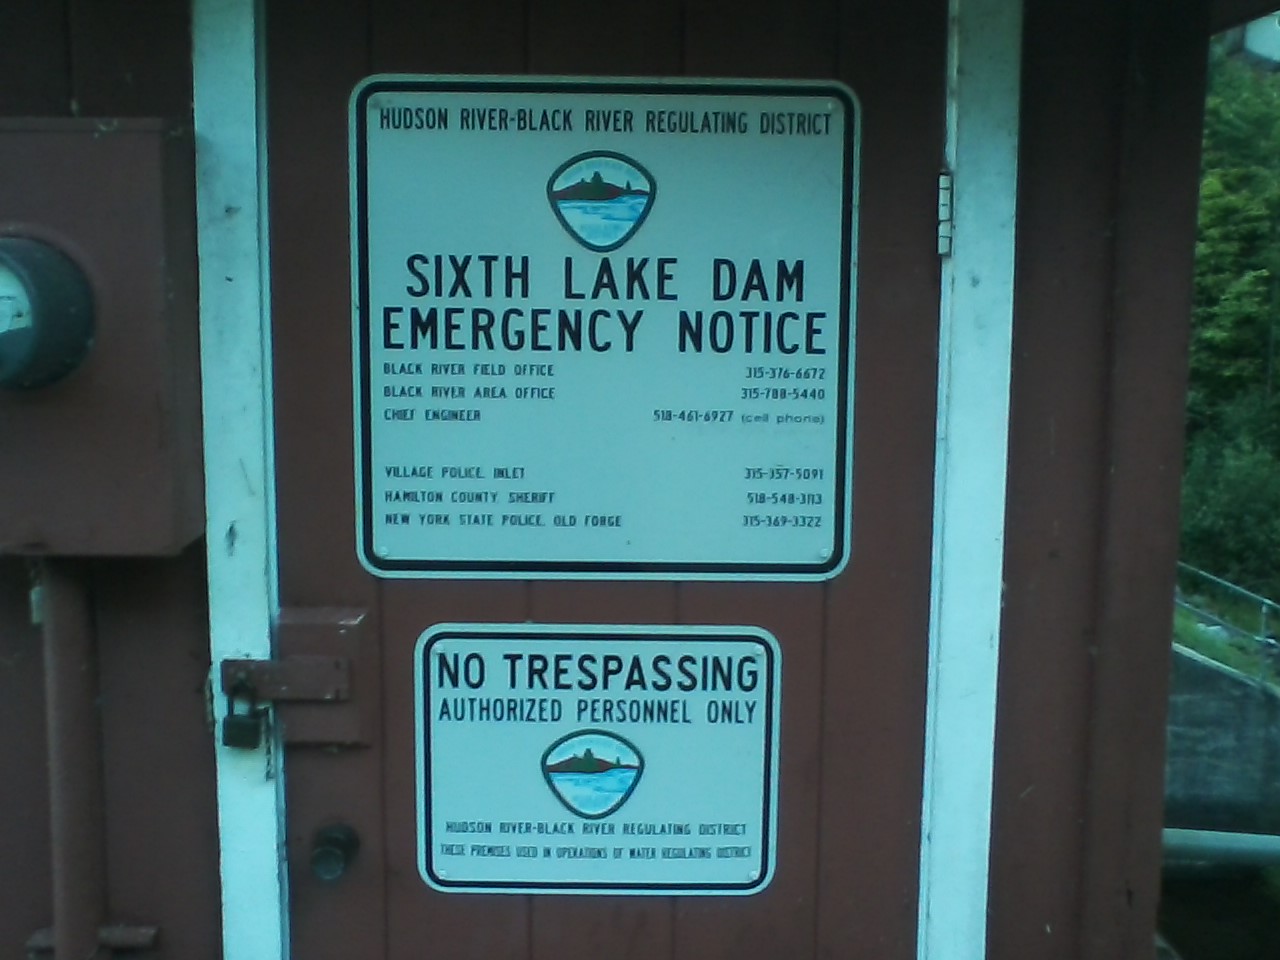 HUDSON RIVER-BLACK RIVER REGULATING DISTRICT
SIXTH LAKE DAM
EMERGENCY NOTICE
BLACK RIVER FIELD OFFICE 315-376-6672
BLACK RIVER AREA OFFICE 315-788-5440
CHIEF ENGINEER 518-461-6927 (cell phone)
VILLAGE POLICE, INLET 315-357-5091
HAMILTON COUNTY SHERIFF 518-548-3113
NEW YORK STATE POLICE, OLD FORGE 315-369-3322
NO TRESPASSING
AUTHORIZED PERSONNEL ONLY
HUDSON RIVER-BLACK RIVER REGULATING DISTRICT
THESE PREMISES USED IN OPERATIONS OF WATER REGULATING DISTRICT